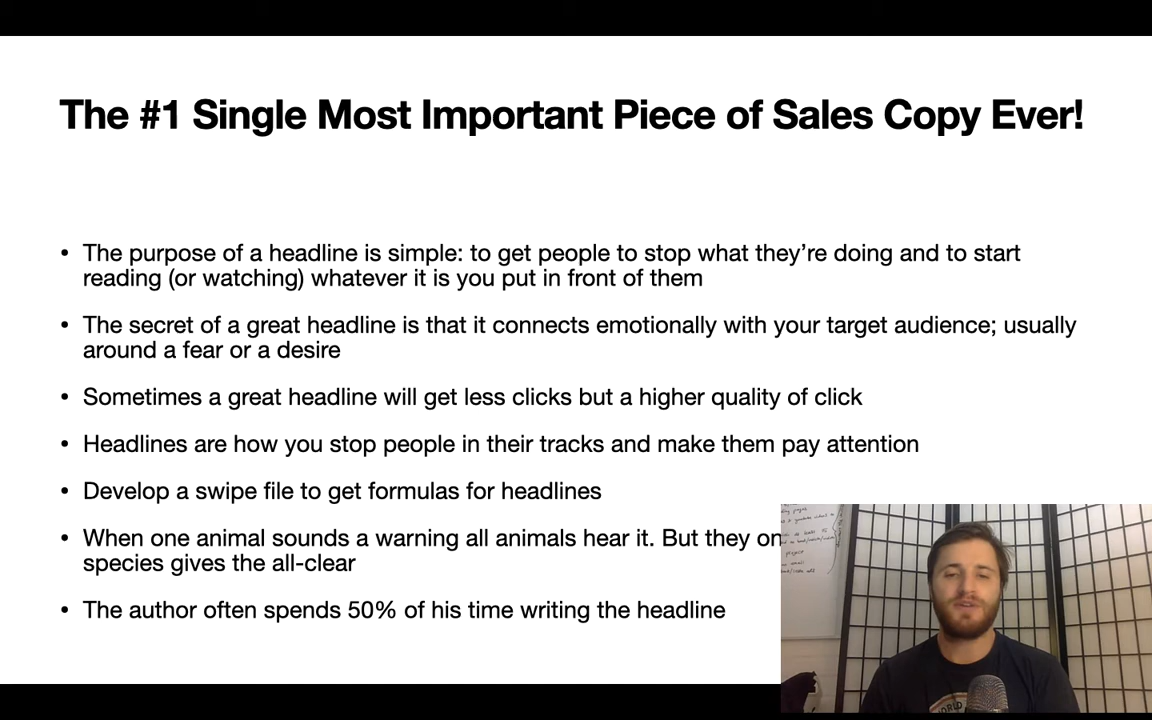 The #1 Single Most Important Piece of Sales Copy Ever!
• The purpose of a headline is simple: to get people to stop what they’re doing and to start
reading (or watching) whatever it is you put in front of them
• The secret of a great headline is that it connects emotionally with your target audience; usually
around a fear or a desire
• Sometimes a great headline will get less clicks but a higher quality of click
• Headlines are how you stop people in their tracks and make them pay attention
• Develop a swipe file to get formulas for headlines
• When one animal sounds a warning all animals hear it. But they
species gives the all-clear
• The author often spends 50% of his time writing the headline